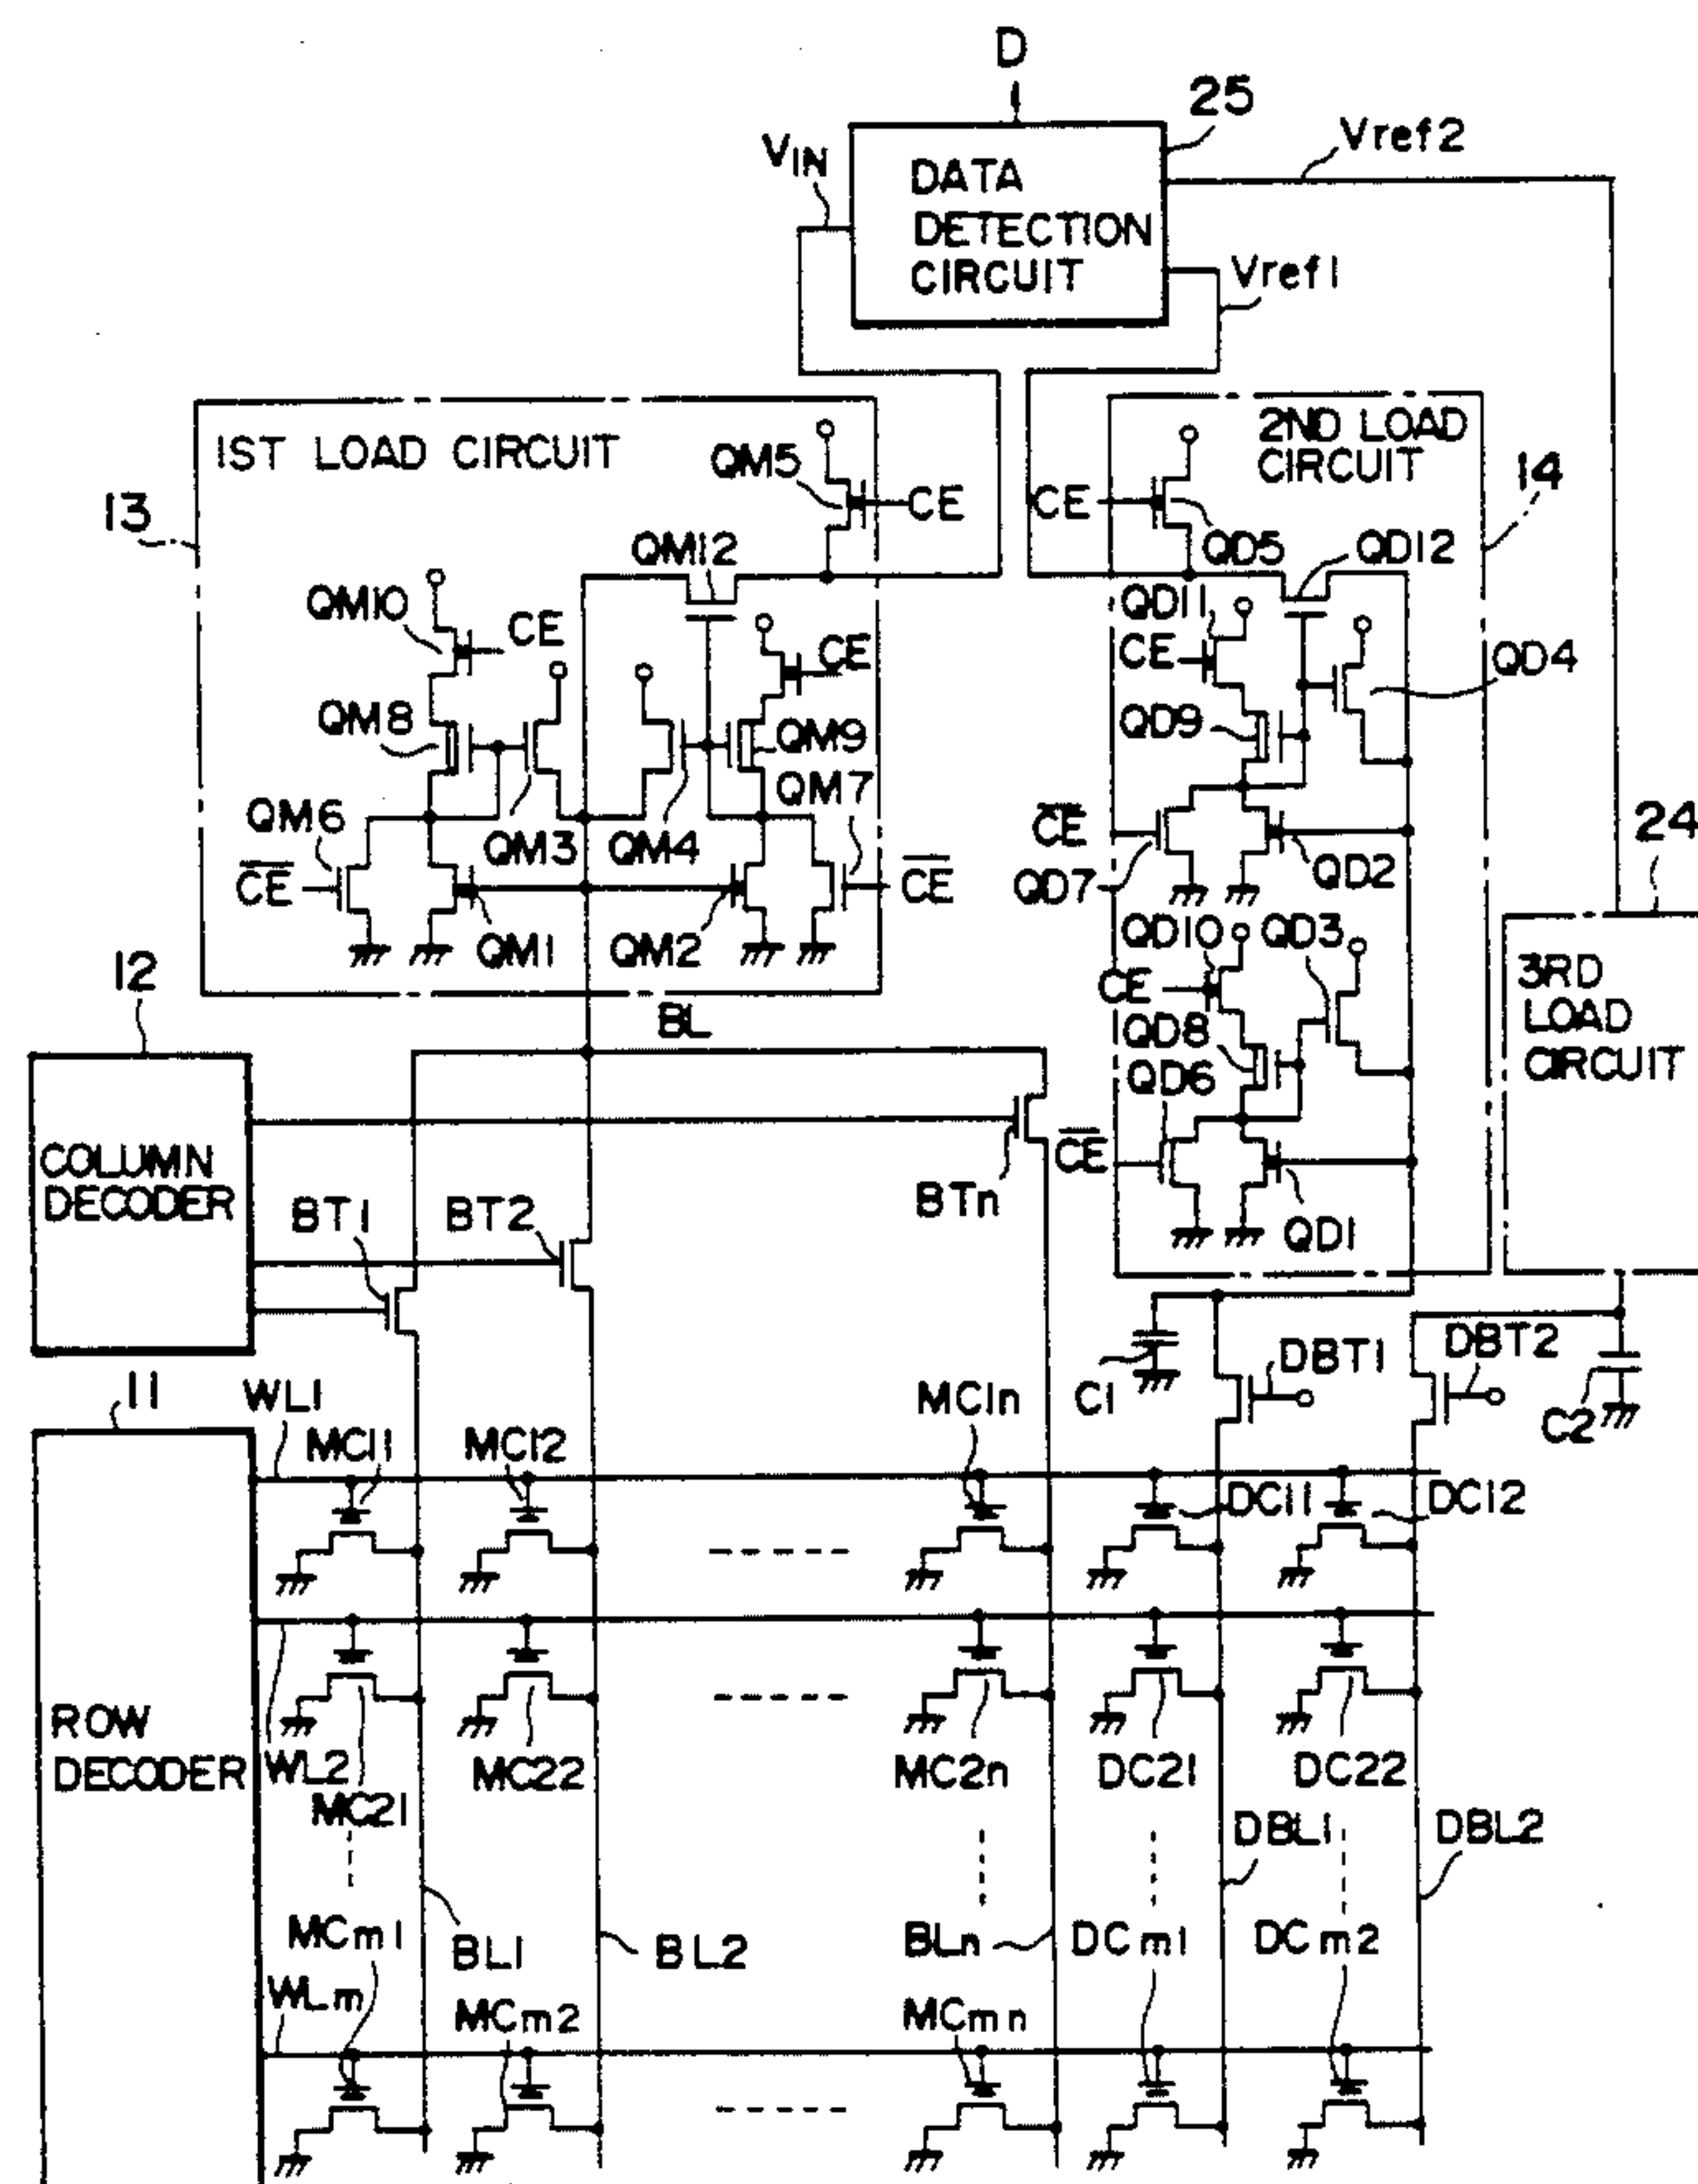 D
25
Vref2
VIN
DATA
DETECTION
CIRCUIT
Vref1
1ST LOAD CIRCUIT
QM5
CE
13
QM12
QM10
CE
CE
QM8
QM9
QM7
QM6
QM3
QM4
CE
CE
QM1
QM2
2ND LOAD
CIRCUIT
14
CE
QD5
QD12
QD11
CE
QD4
QD9
CE
QD7
QD2
24
QD10
QD3
CE
QD8
QD6
CE
QD1
3RD
LOAD
CIRCUIT
12
BL
COLUMN
DECODER
BT1
BT2
BTn
C1
DBT1
DBT2
C2
11
WL1
MC11
MC12
MC1n
DC11
DC12
ROW
DECODER
WL2
MC21
MC22
MC2n
DC21
DC22
DBL1
DBL2
MCm1
BL1
BL2
BLn
DCm1
DCm2
WLm
MCm2
MCmn